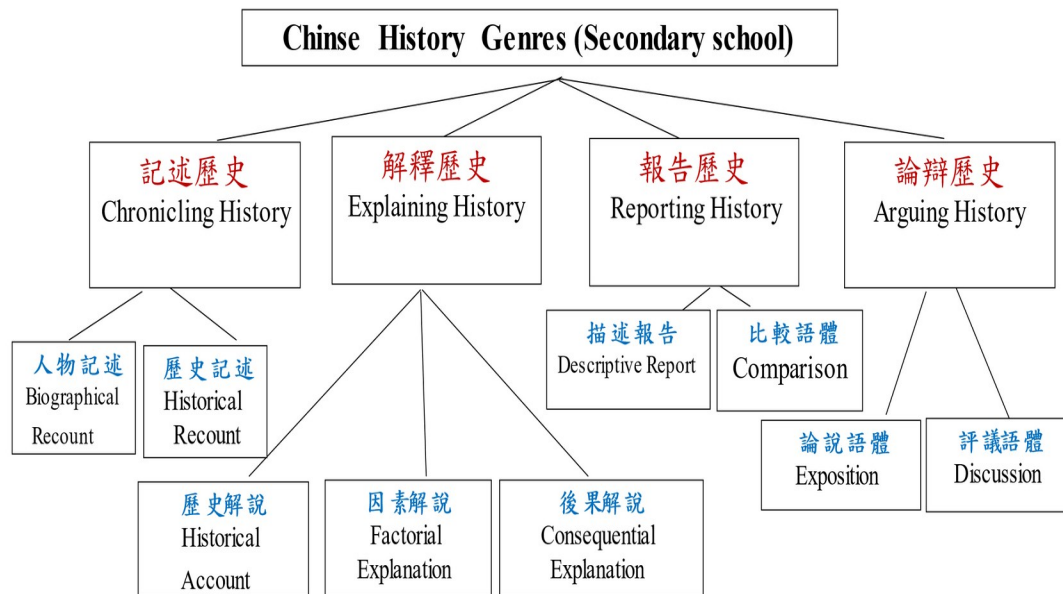 Chinse History Genres (Secondary school)
記述歷史
Chronicling History
解釋歷史
Explaining History
報告歷史
Reporting History
論辯歷史
Arguing History
人物記述
Biographical
Recount
歷史記述
Historical
Recount
描述報告
Descriptive Report
比較語體
Comparison
論說語體
Exposition
評議語體
Discussion
歷史解說
Historical
Account
因素解說
Factorial
Explanation
後果解說
Consequential
Explanation